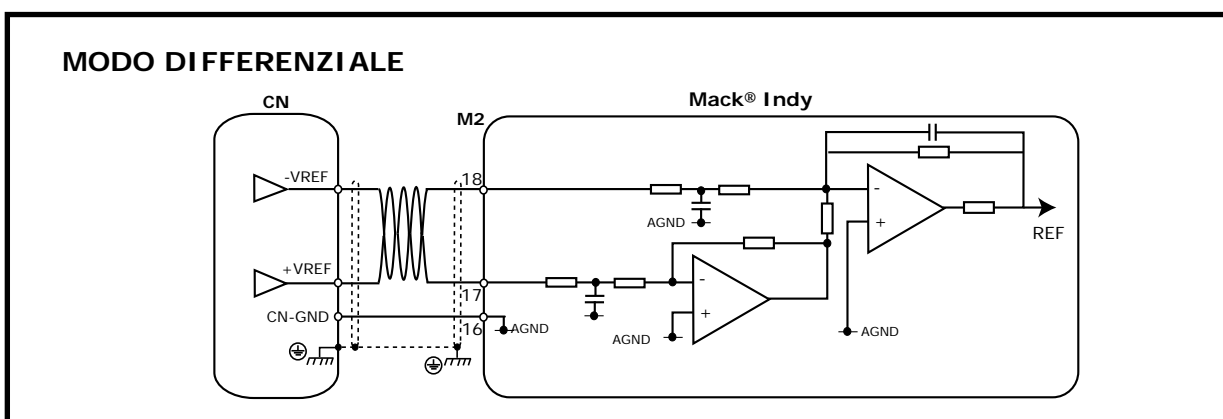 MODO DIFFERENZIALE
CN
Mack® Indy
M2
-VREF
18
-
+
AGND
REF
+VREF
17
-
+
CN-GND
16
AGND
AGND
AGND